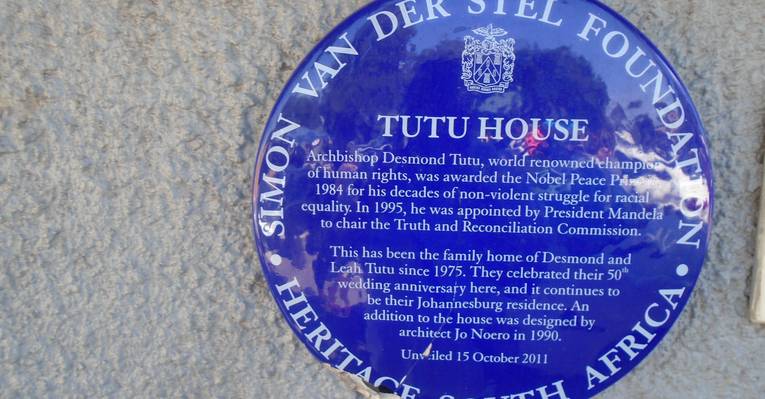 SIMON VAN DER STEL FOUNDATION
TUTU HOUSE
Archbishop Desmond Tutu, world renowned champion
of human rights, was awarded the Nobel Peace
1984 for his decades of non-violent struggle for racial
equality. In 1995, he was appointed by President Mandela
to chair the Truth and Reconciliation Commission.
This has been the family home of Desmond and
Leah Tutu since 1975. They celebrated their 50th
wedding anniversary here, and it continues to
be their Johannesburg residence. An
addition to the house was designed by
architect Jo Noero in 1990.
Unveiled 15 October 2011
• HERITAGE SOUTH AFRICA •